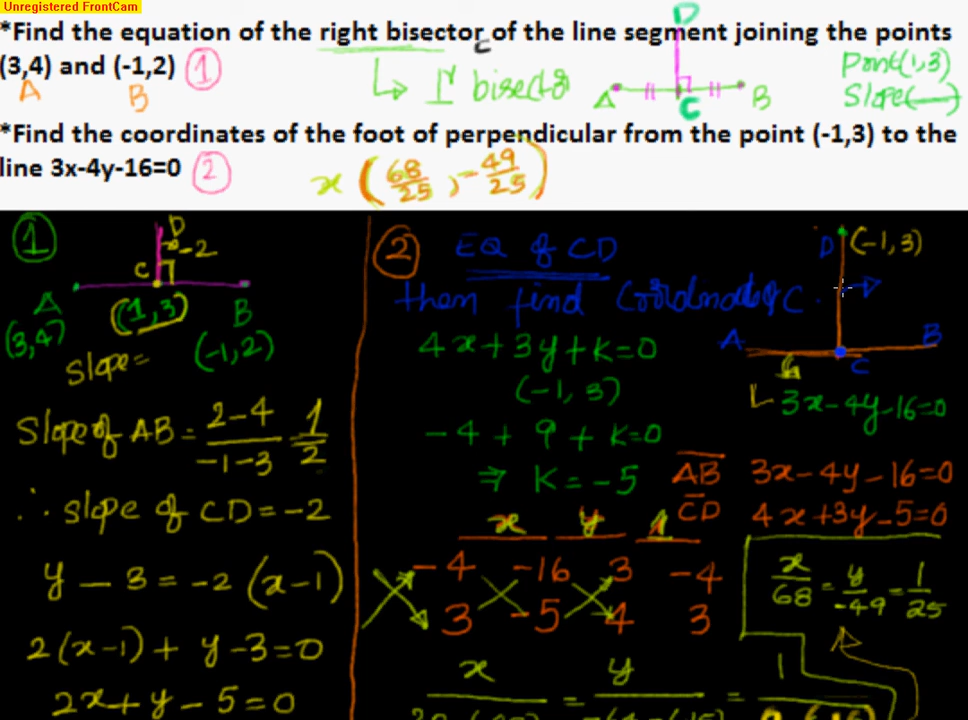 Unregistered FrontCam
*Find the equation of the right bisector of the line segment joining the points
(3,4) and (-1,2) 1
A B
c
↳ 1r bisector
D
A C B
Point(1,3)
Slope(—)
*Find the coordinates of the foot of perpendicular from the point (-1,3) to the
line 3x-4y-16=0 2
x (68/25, -49/25)
1
D
-2
C
A (1,3) B
(3,4) (-1,2)
Slope=
Slope of AB = 2-4/-1-3 = 1/2
∴ slope of CD = -2
y - 3 = -2 (x-1)
2(x-1) + y-3=0
2x+y-5=0
2 EQ of CD
then find Coordinates of C.
D (-1,3)
A B
C
3x-4y-16=0
4x+3y+K=0
(-1, 3)
-4 + 9 + K=0
⇒ K = -5
AB 3x-4y-16=0
CD 4x+3y-5=0
x y 1
-4 -16 3 -4
3 -5 4 3
x/68 = y/-49 = 1/25
x = y = 1